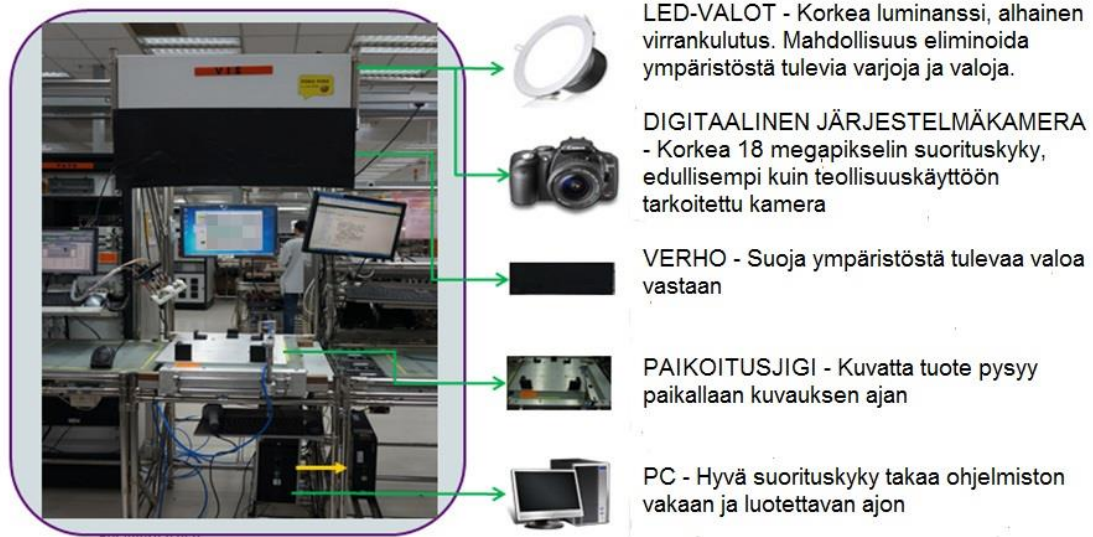 VIE
LED-VALOT - Korkea luminanssi, alhainen
virrankulutus. Mahdollisuus eliminoida
ympäristöstä tulevia varjoja ja valoja.
DIGITAALINEN JÄRJESTELMÄKAMERA
- Korkea 18 megapikselin suorituskyky,
edullisempi kuin teollisuuskäyttöön
tarkoitettu kamera
VERHO - Suoja ympäristöstä tulevaa valoa
vastaan
PAIKOITUSJIGI - Kuvatta tuote pysyy
paikallaan kuvauksen ajan
PC - Hyvä suorituskyky takaa ohjelmiston
vakaan ja luotettavan ajon